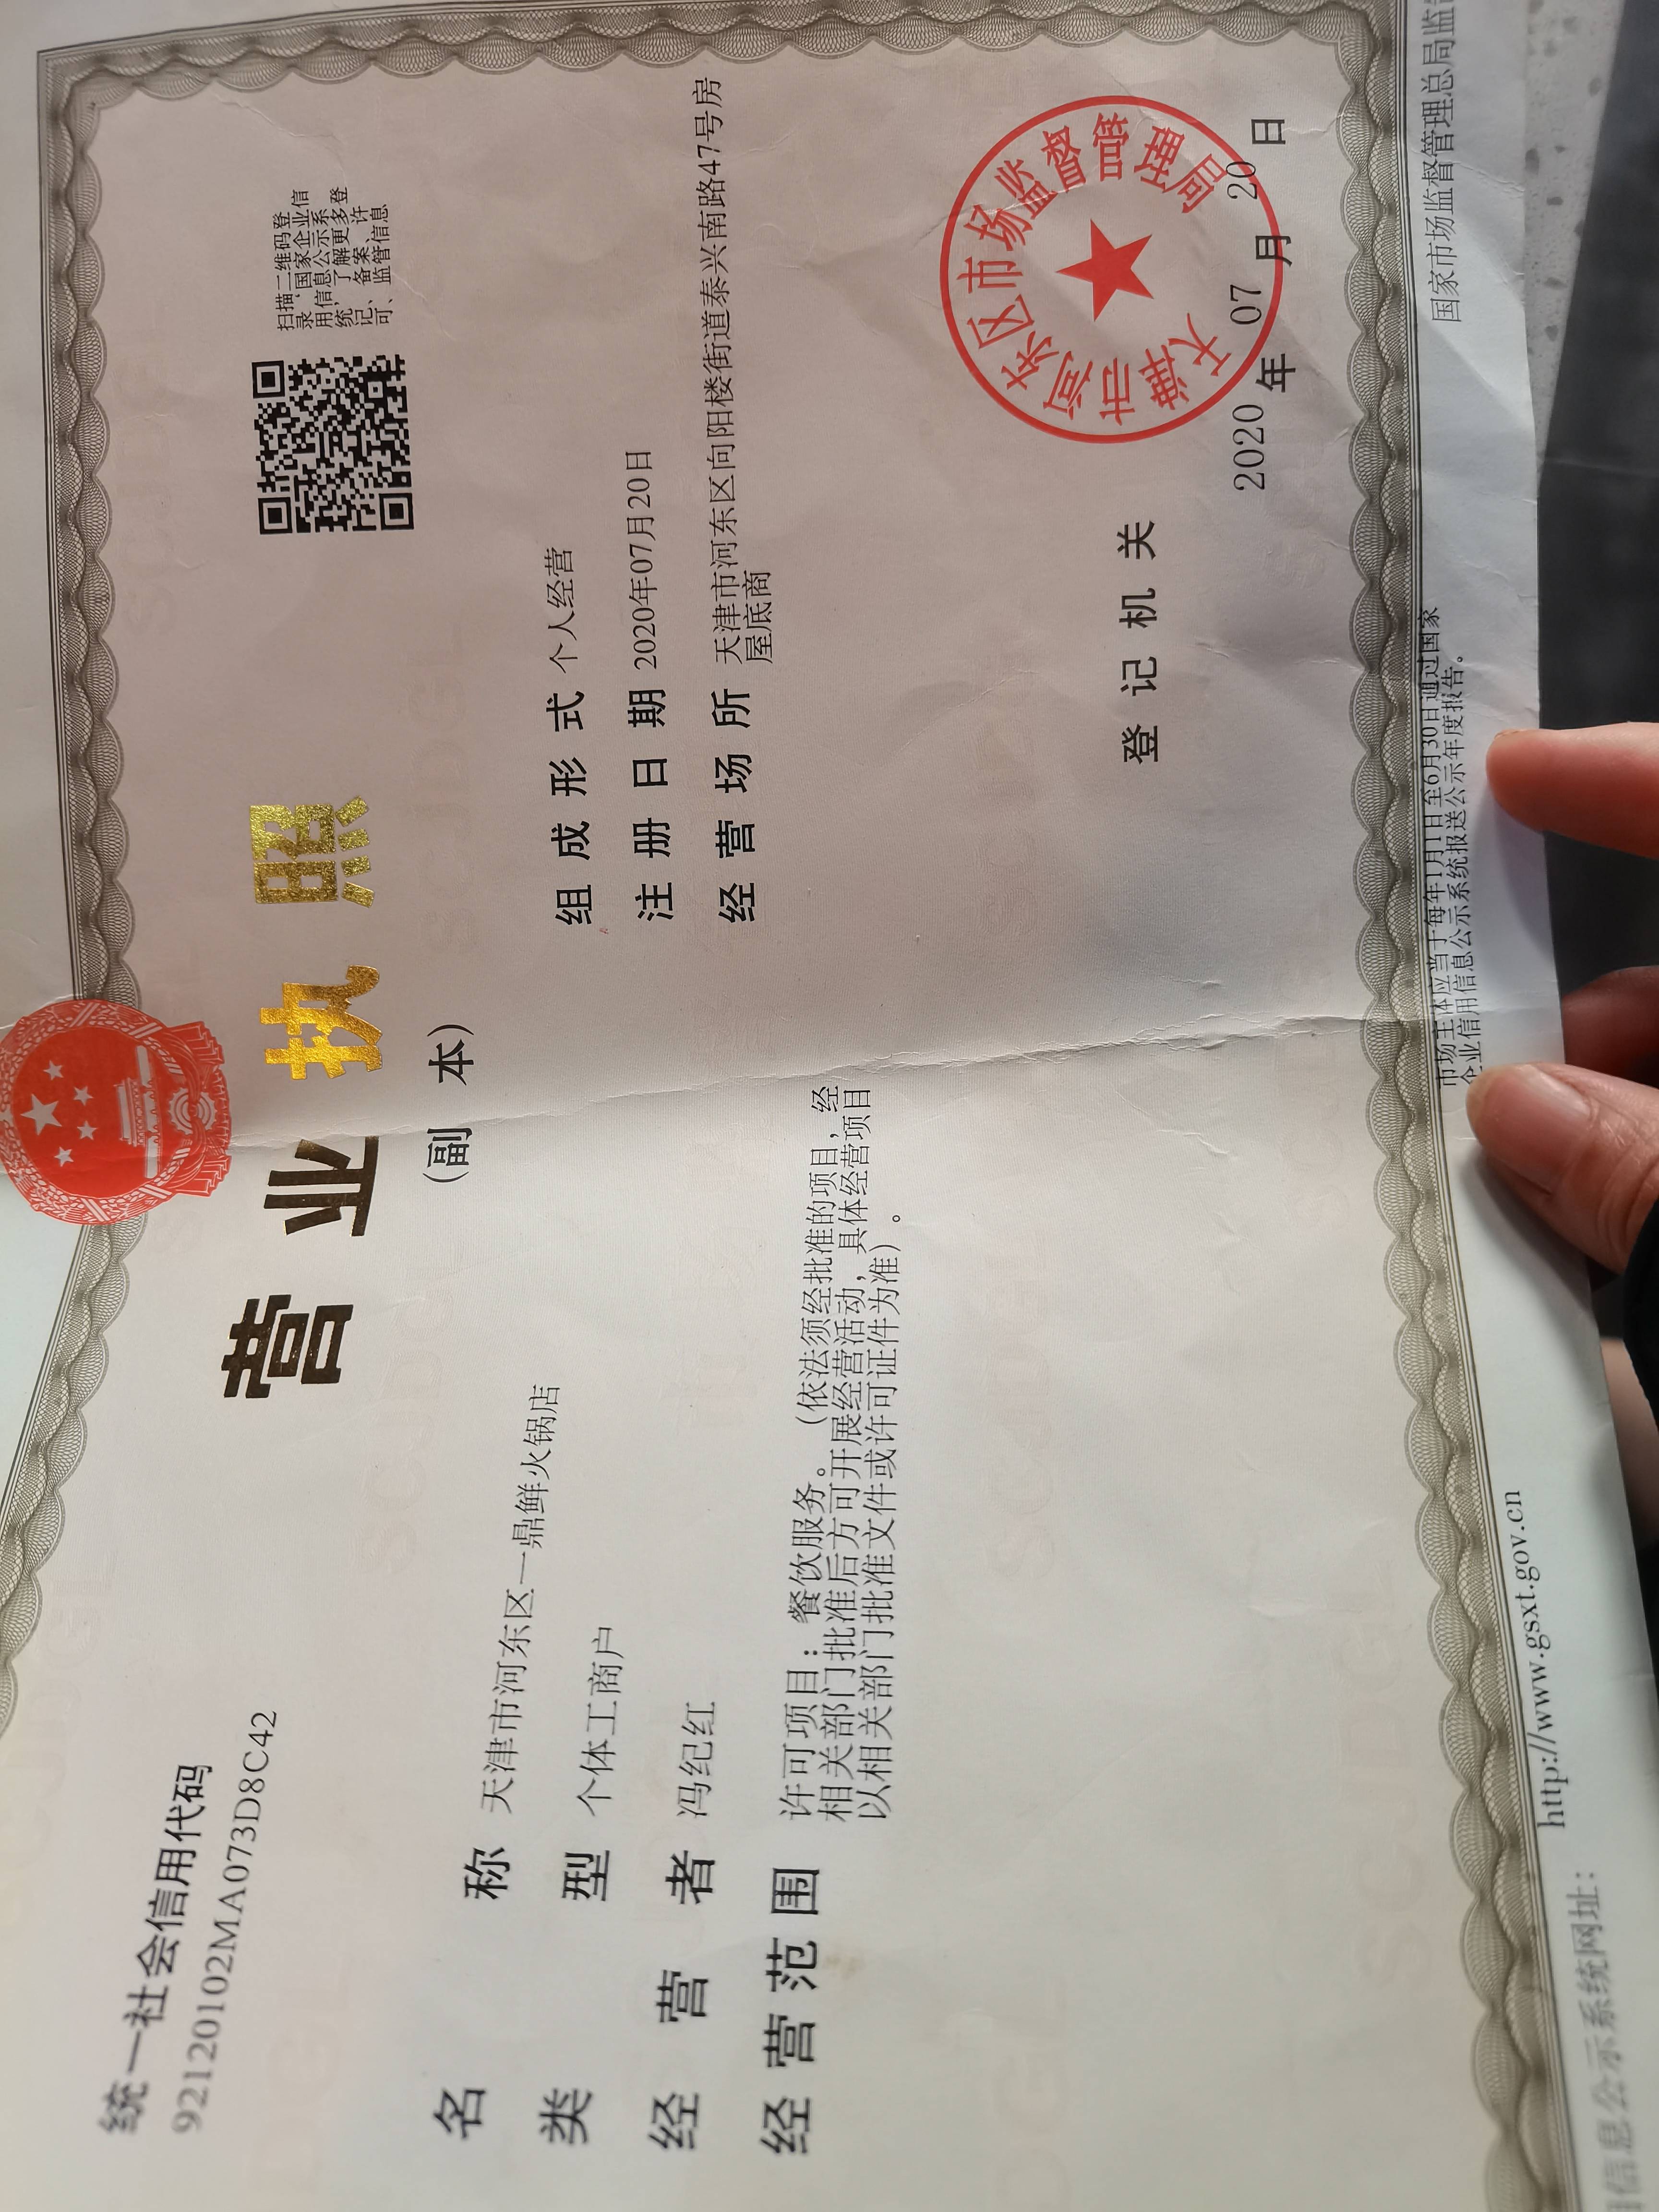 统一社会信用代码
92120102MA073D8C42
营业执照
(副 本)
扫描二维码登
录'国家企业信
用信息公示系
统'了解更多登
记、备案、许
可、监管信息
名 称 天津市河东区一鼎鲜火锅店
类 型 个体工商户
经营者 冯纪红
经营范围 许可项目：餐饮服务。（依法须经批准的项目，经
相关部门批准后方可开展经营活动，具体经营项目
以相关部门批准文件或许可证件为准）。
组成形式 个人经营
注册日期 2020年07月20日
经营场所 天津市河东区向阳楼街道泰兴南路47号房
屋底商
天津市河东区市场监督管理局
登记机关
2020年07月20日
信息公示系统网址：
http://www.gsxt.gov.cn
市场主体应当于每年1月1日至6月30日通过国家
企业信用信息公示系统报送公示年度报告。
国家市场监督管理总局监制